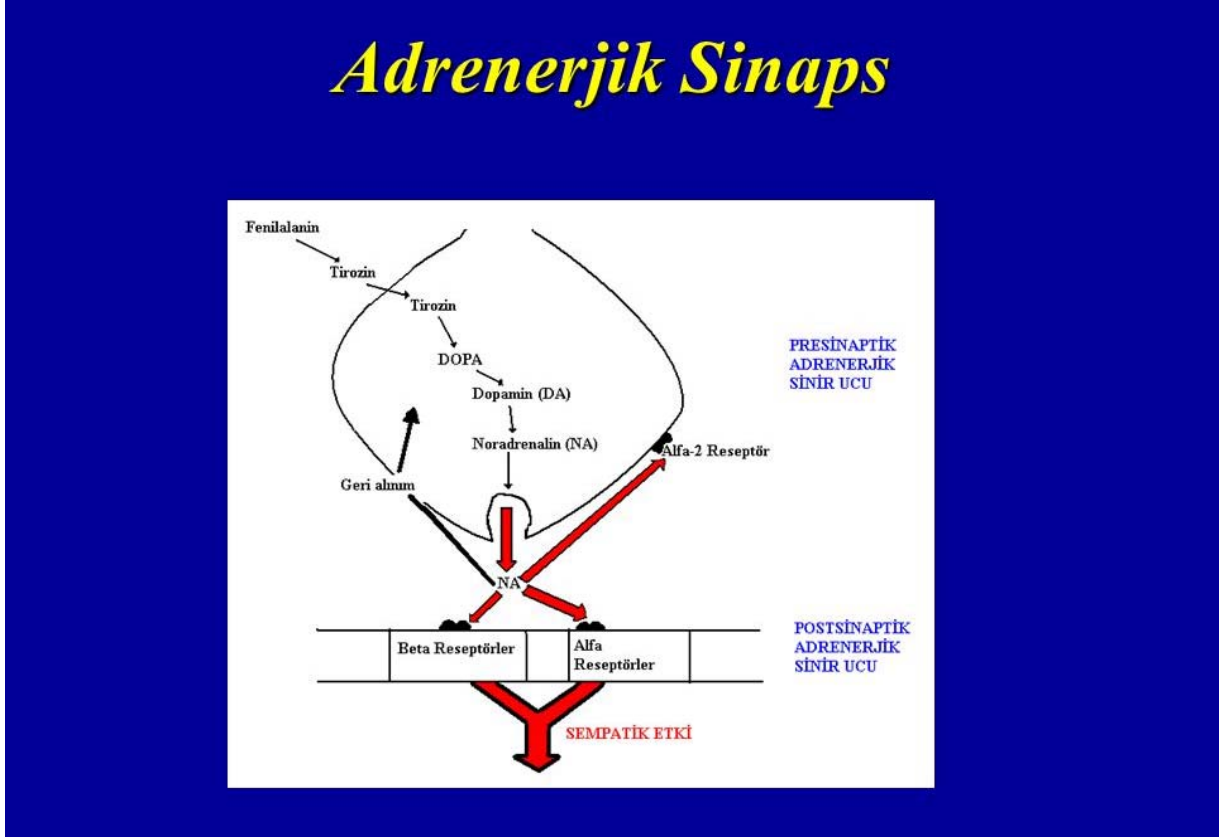 Adrenerjik Sinaps
Fenilalanin
Tirozin
Tirozin
DOPA
Dopamin (DA)
Noradrenalin (NA)
Geri alınım
Alfa-2 Reseptör
PRESİNAPTİK
ADRENERJİK
SİNİR UCU
NA
Beta Reseptörler
Alfa
Reseptörler
POSTSİNAPTİK
ADRENERJİK
SİNİR UCU
SEMPATİK ETKİ